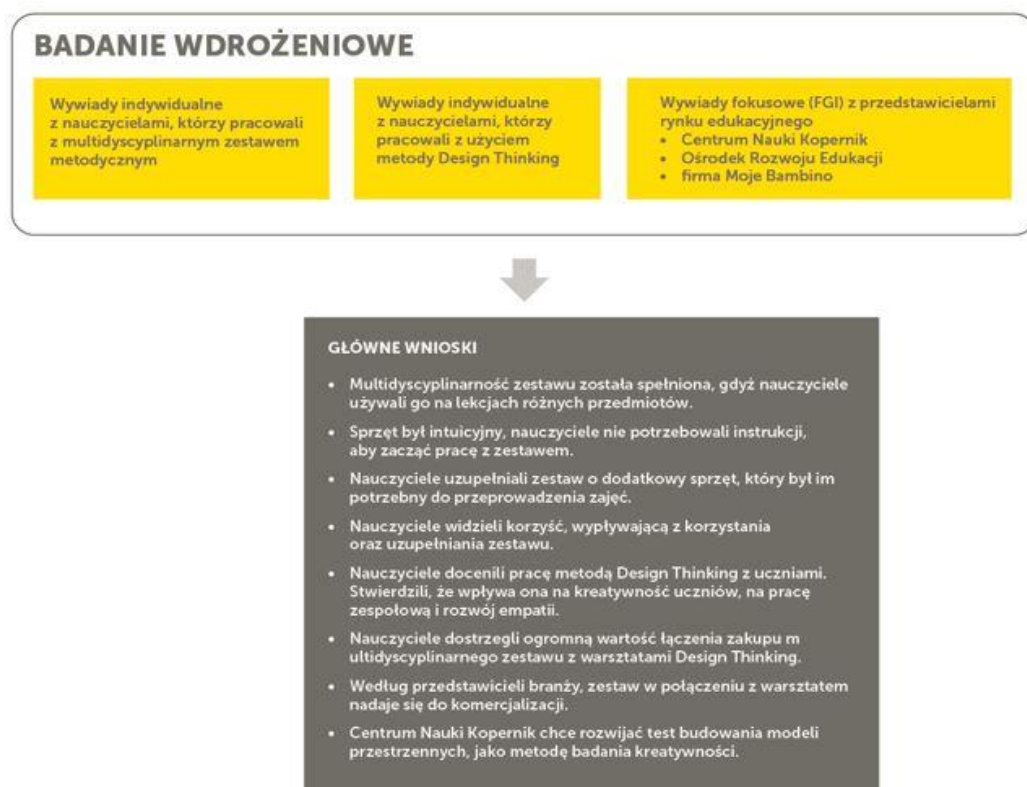 BADANIE WDROŻENIOWE
Wywiady indywidualne
z nauczycielami, którzy pracowali
z multidyscyplinarnym zestawem
metodycznym
Wywiady indywidualne
z nauczycielami, którzy
pracowali z użyciem
metody Design Thinking
Wywiady fokusowe (FGI) z przedstawicielami
rynku edukacyjnego
• Centrum Nauki Kopernik
• Ośrodek Rozwoju Edukacji
• firma Moje Bambino
GŁÓWNE WNIOSKI
• Multidyscyplinarność zestawu została spełniona, gdyż nauczyciele
używali go na lekcjach różnych przedmiotów.
• Sprzęt był intuicyjny, nauczyciele nie potrzebowali instrukcji,
aby zacząć pracę z zestawem.
• Nauczyciele uzupełniali zestaw o dodatkowy sprzęt, który był im
potrzebny do przeprowadzenia zajęć.
• Nauczyciele widzieli korzyść, wypływającą z korzystania
oraz uzupełniania zestawu.
• Nauczyciele docenili pracę metodą Design Thinking z uczniami.
Stwierdzili, że wpływa ona na kreatywność uczniów, na pracę
zespołową i rozwój empatii.
• Nauczyciele dostrzegli ogromną wartość łączenia zakupu m
ultidyscyplinarnego zestawu z warsztatami Design Thinking.
• Według przedstawicieli branży, zestaw w połączeniu z warsztatem
nadaje się do komercjalizacji.
• Centrum Nauki Kopernik chce rozwijać test budowania modeli
przestrzennych, jako metodę badania kreatywności.